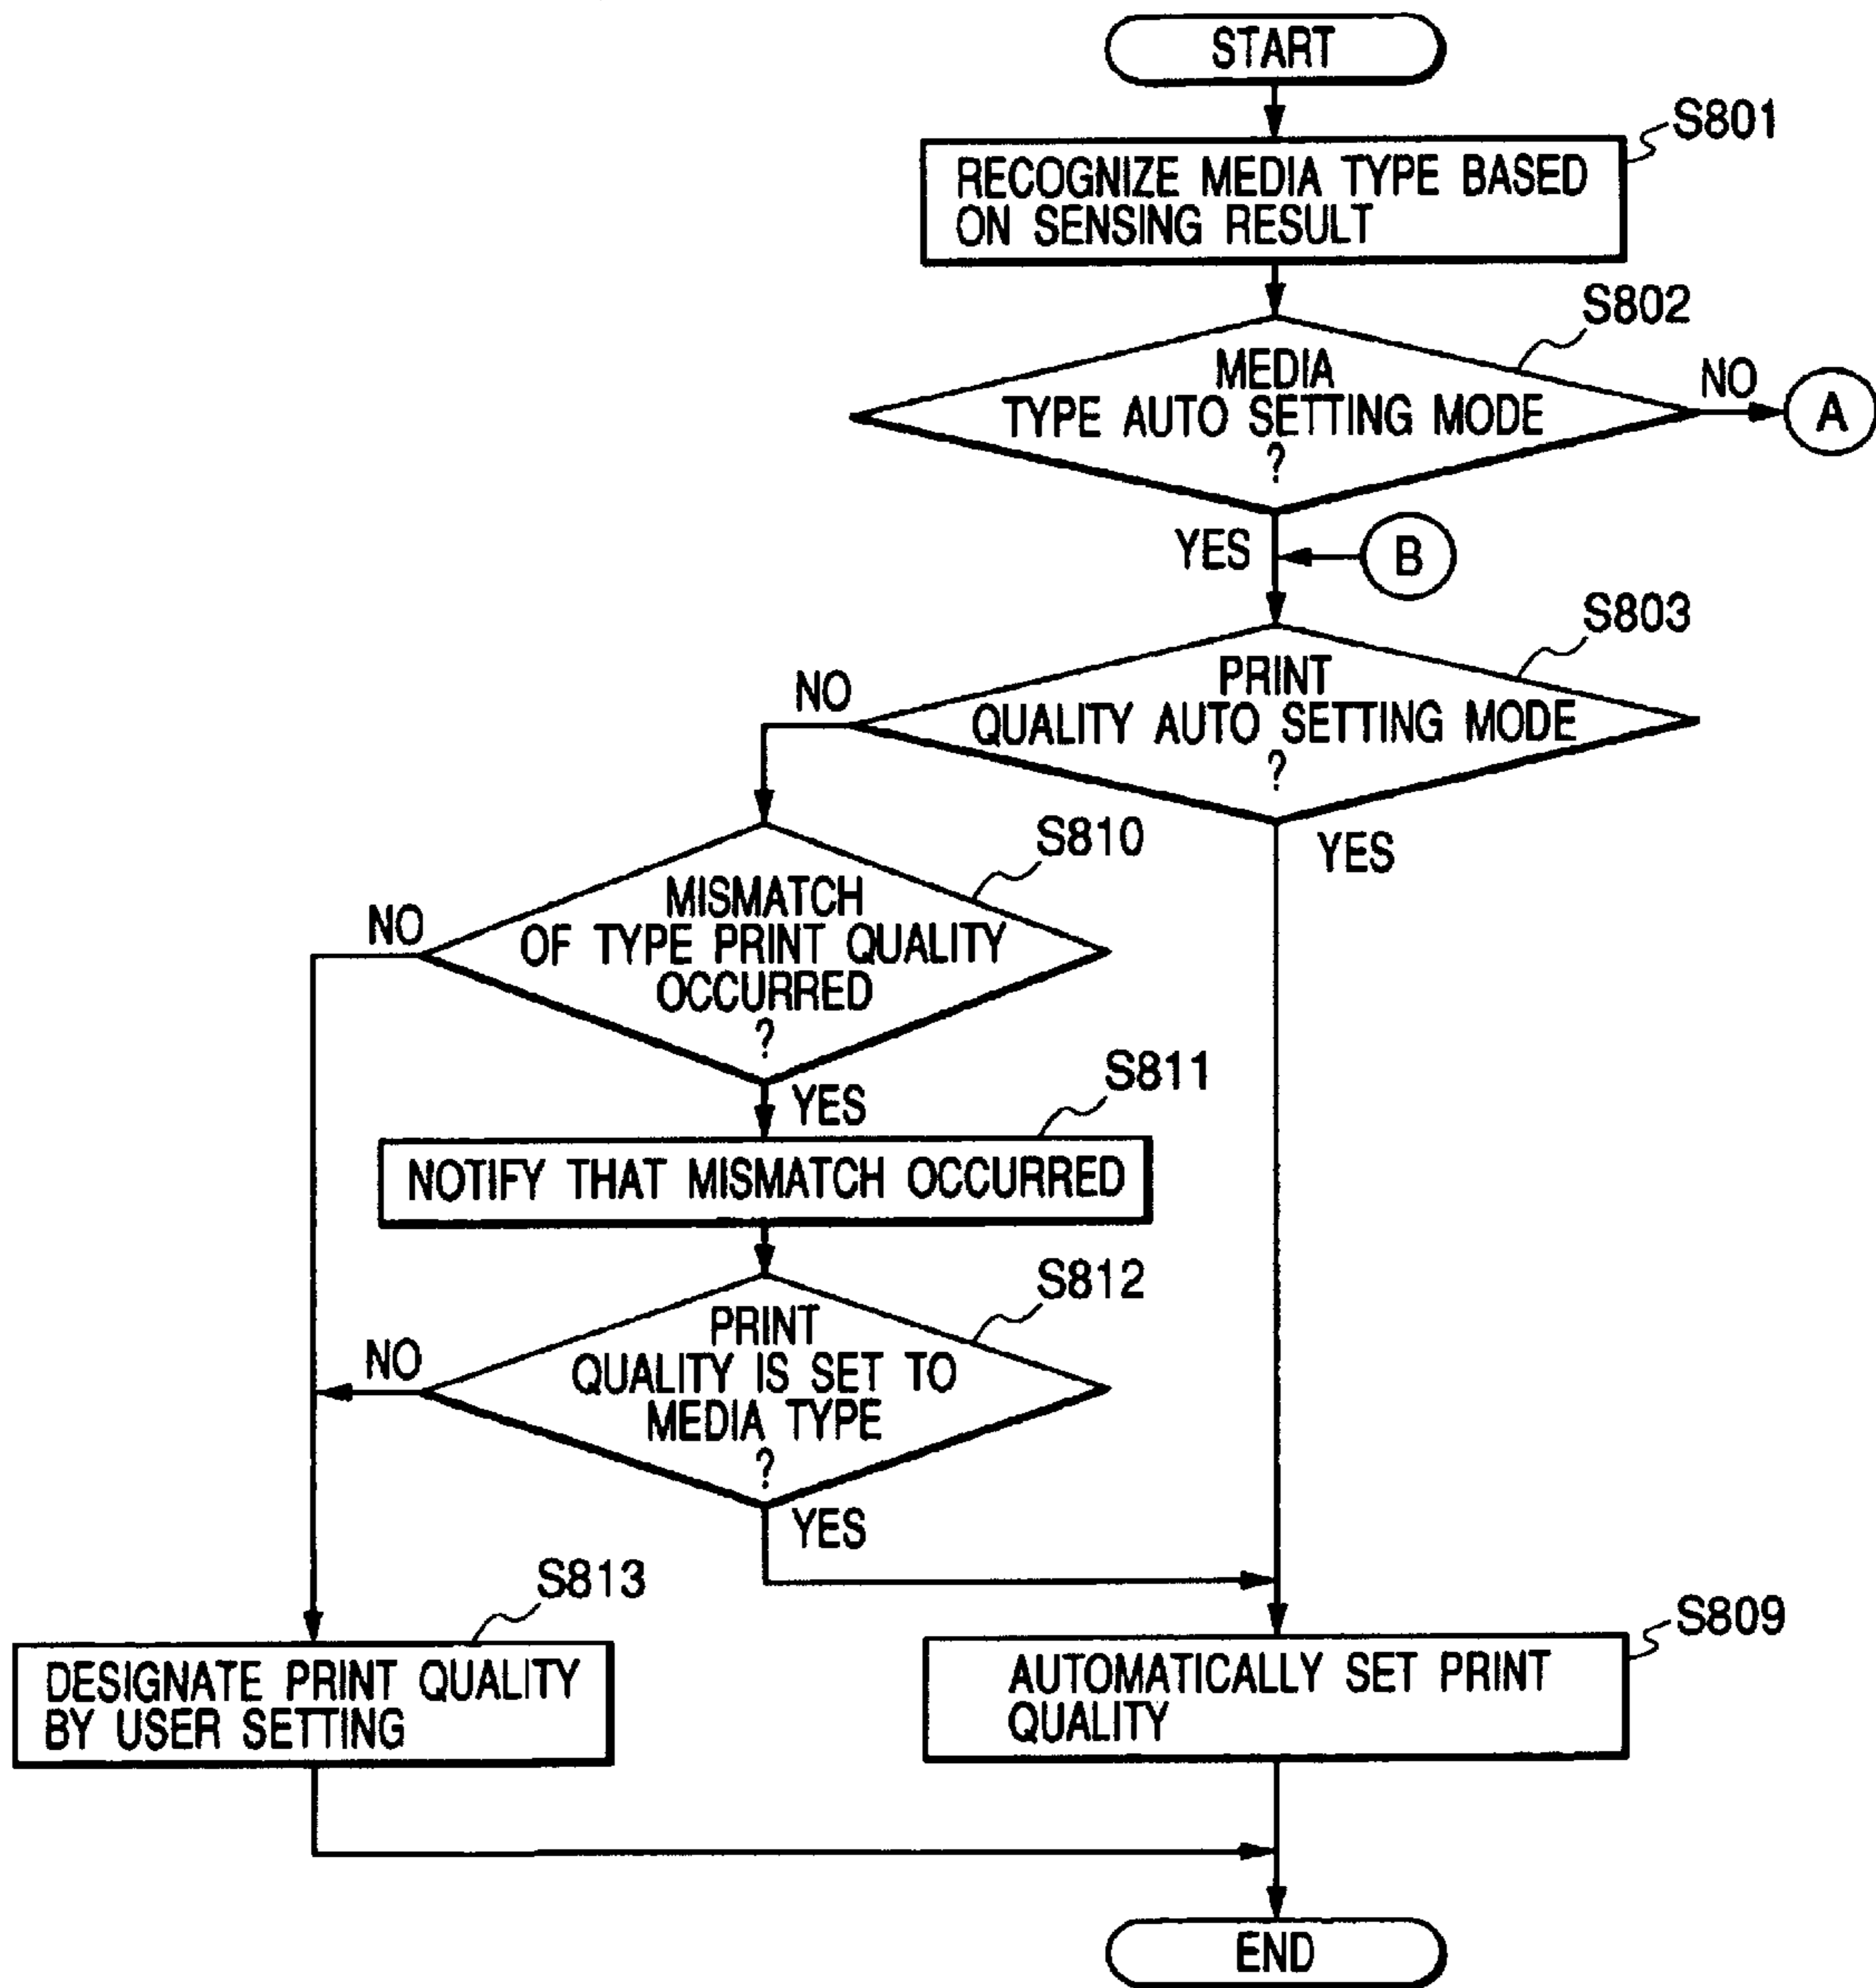 START
S801
RECOGNIZE MEDIA TYPE BASED
ON SENSING RESULT
S802
MEDIA
TYPE AUTO SETTING MODE
?
NO
A
YES
B
S803
PRINT
QUALITY AUTO SETTING MODE
?
NO
YES
S810
MISMATCH
OF TYPE PRINT QUALITY
OCCURRED
?
NO
YES
S811
NOTIFY THAT MISMATCH OCCURRED
S812
PRINT
QUALITY IS SET TO
MEDIA TYPE
?
NO
YES
S813
DESIGNATE PRINT QUALITY
BY USER SETTING
S809
AUTOMATICALLY SET PRINT
QUALITY
END